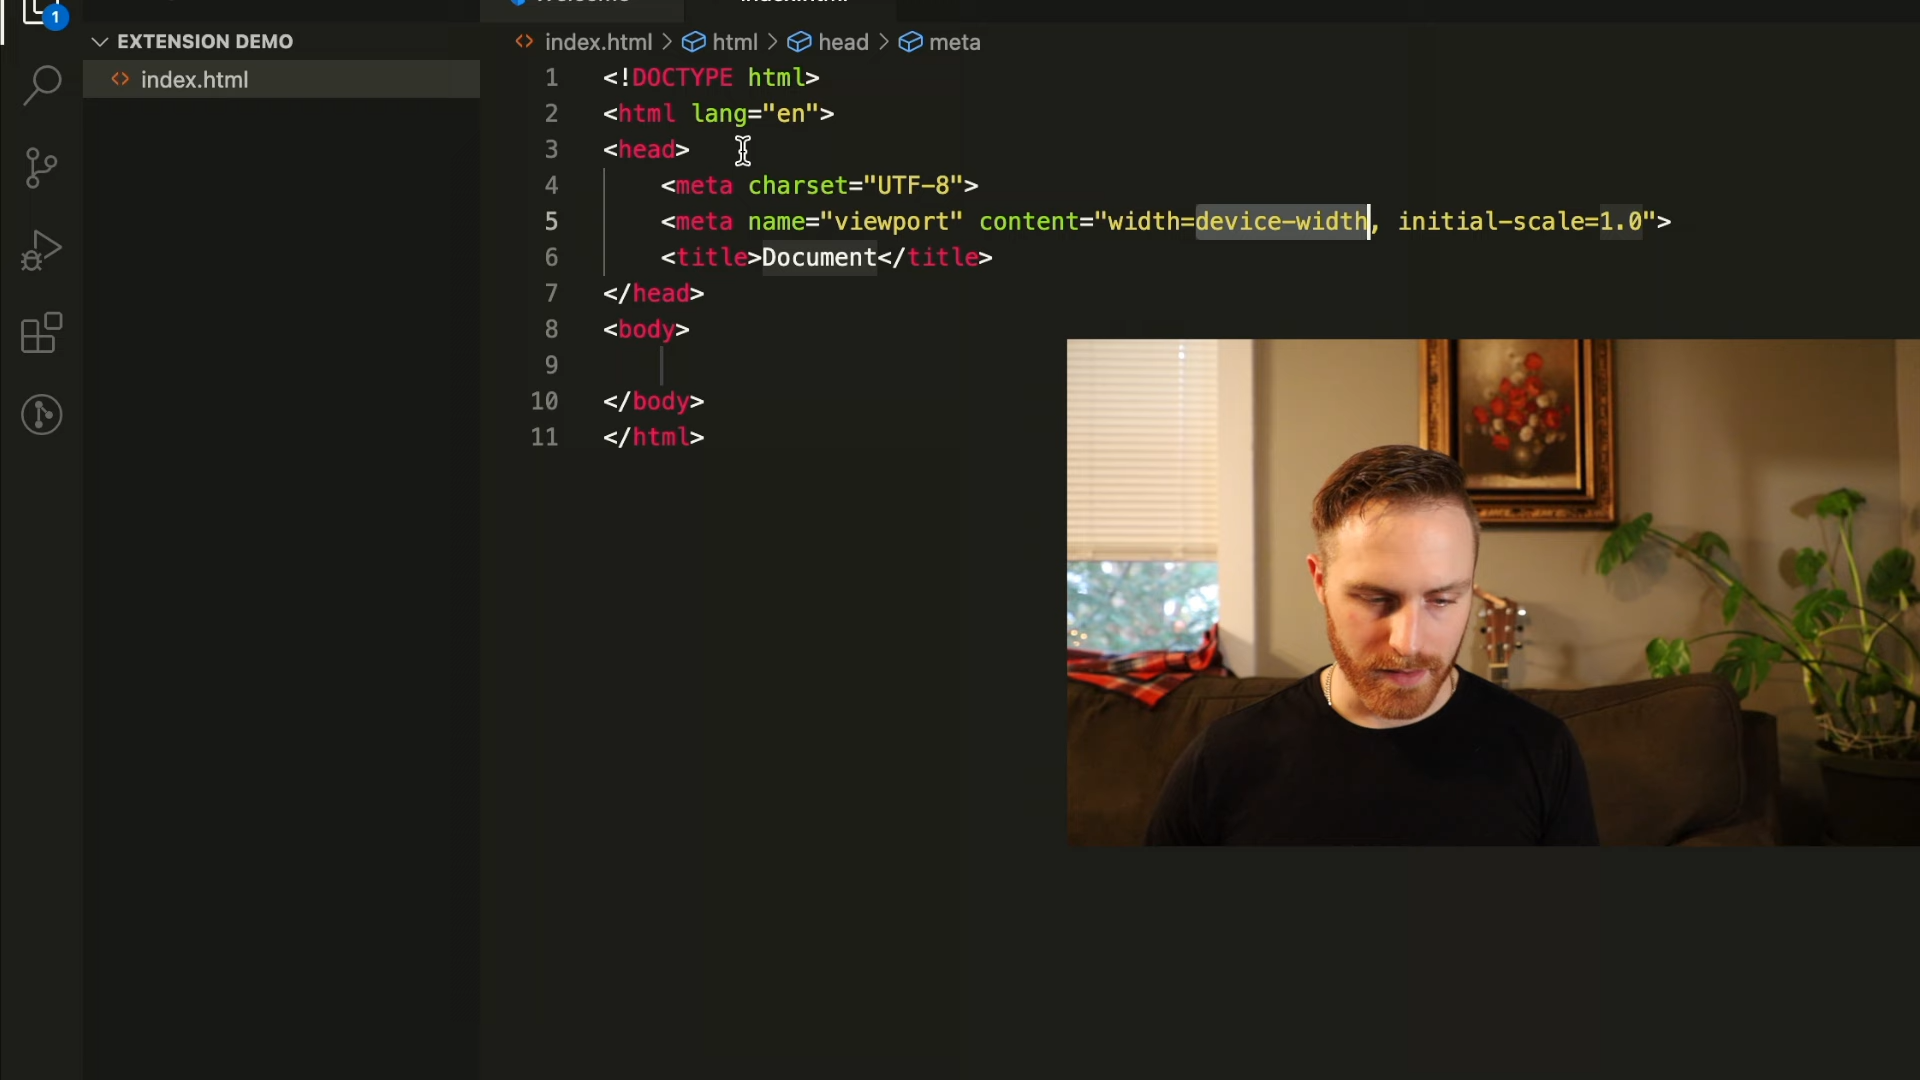 1
EXTENSION DEMO
index.html
index.html > html > head > meta
1 <!DOCTYPE html>
2 <html lang="en">
3 <head>
4 <meta charset="UTF-8">
5 <meta name="viewport" content="width=device-width, initial-scale=1.0">
6 <title>Document</title>
7 </head>
8 <body>
9
10 </body>
11 </html>